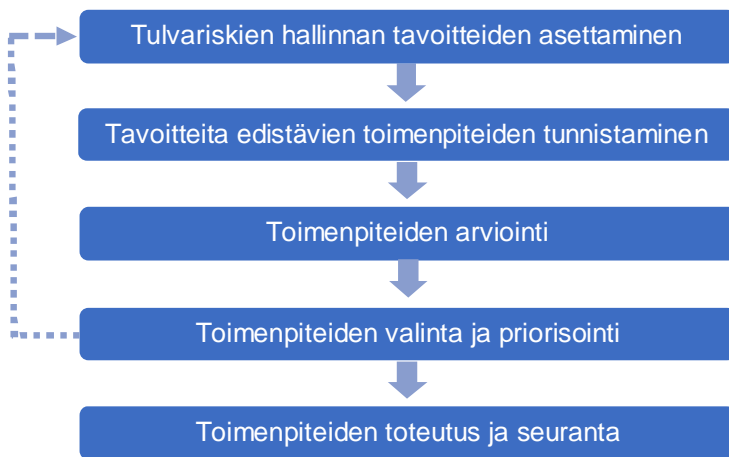 Tulvariskien hallinnan tavoitteiden asettaminen
Tavoitteita edistävien toimenpiteiden tunnistaminen
Toimenpiteiden arviointi
Toimenpiteiden valinta ja priorisointi
Toimenpiteiden toteutus ja seuranta